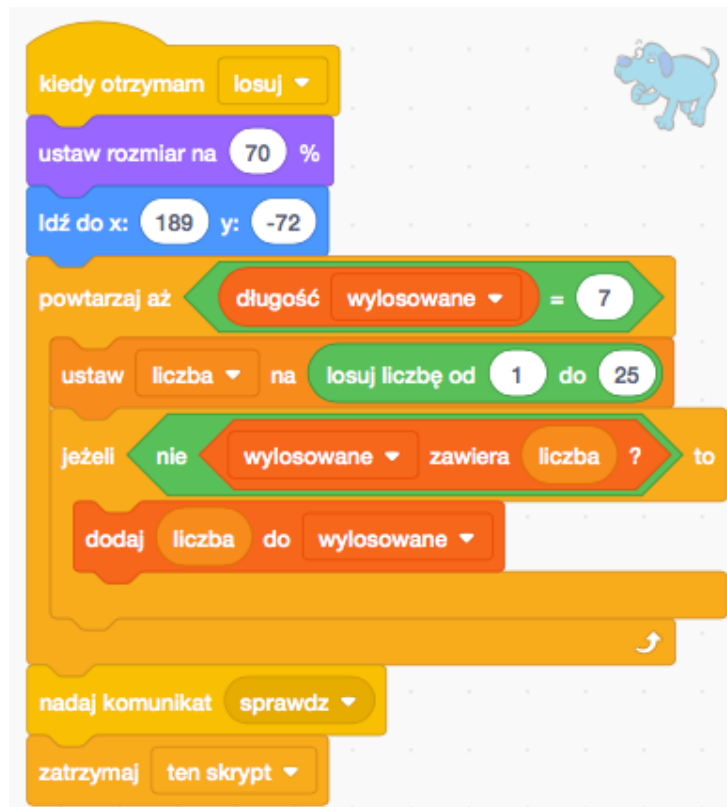 kiedy otrzymam losuj
ustaw rozmiar na 70 %
Idź do x: 189 y: -72
powtarzaj aż długość wylosowane = 7
ustaw liczba na losuj liczbę od 1 do 25
jeżeli nie wylosowane zawiera liczba ? to
dodaj liczba do wylosowane
nadaj komunikat sprawdz
zatrzymaj ten skrypt